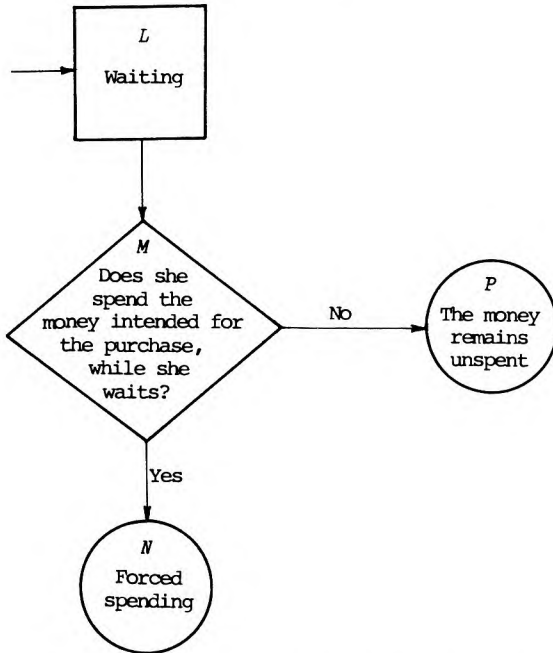 L
Waiting
M
Does she
spend the
money intended for
the purchase,
while she
waits?
No
P
The money
remains
unspent
Yes
N
Forced
spending